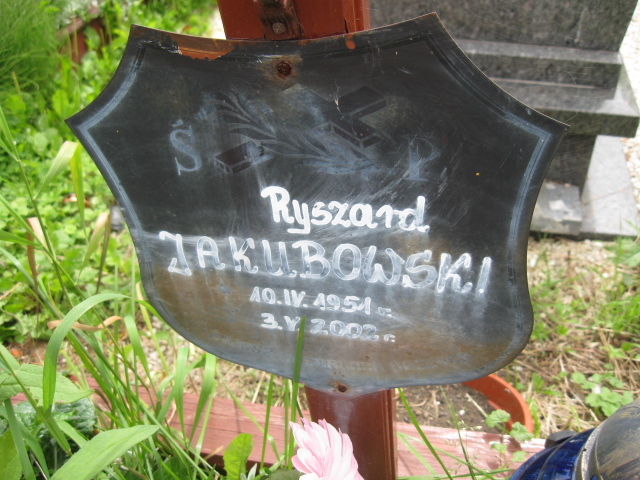 Ś P
Ryszard
JAKUBOWSKI
10.IV.1951 r.
3.V.2002 r.